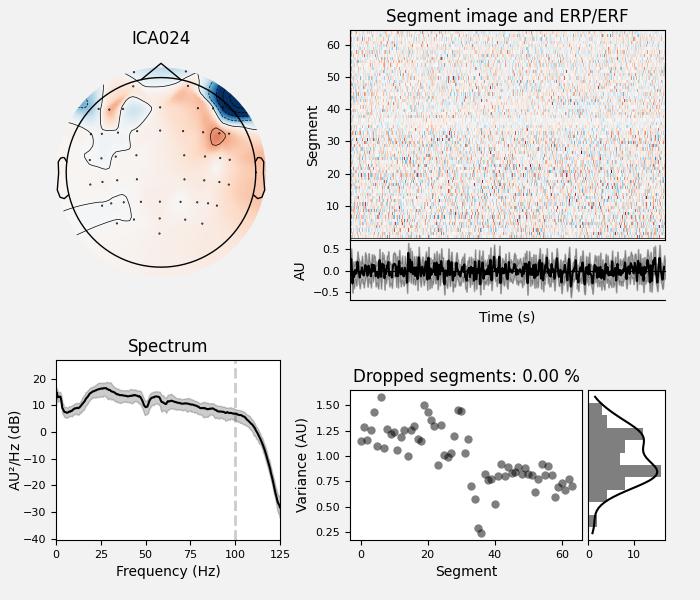 ICA024
Segment image and ERP/ERF
60
50
40
30
20
10
Segment
0.5
0.0
−0.5
AU
Time (s)
Spectrum
20
10
0
−10
−20
−30
−40
AU²/Hz (dB)
0 25 50 75 100 125
Frequency (Hz)
Dropped segments: 0.00 %
1.50
1.25
1.00
0.75
0.50
0.25
Variance (AU)
0 20 40 60
Segment
0 10